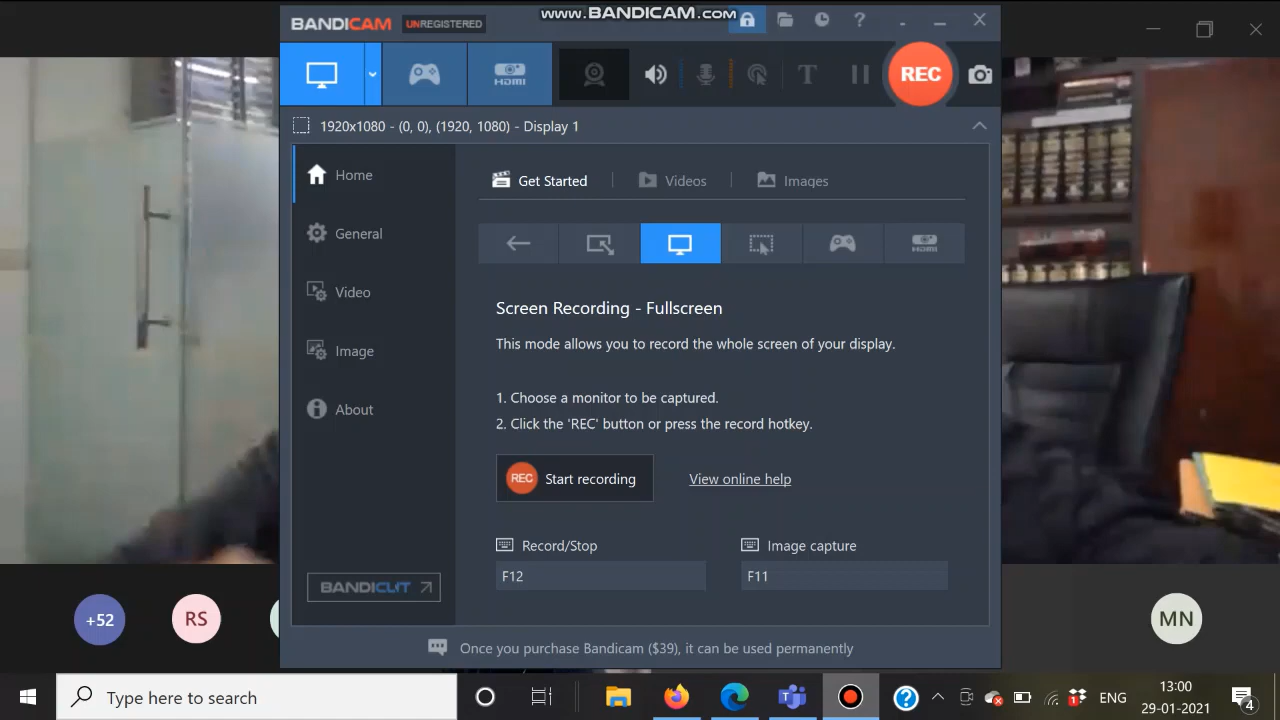 www.BANDICAM.com
BANDICAM UNREGISTERED
HDMI
T
REC
1920x1080 - (0, 0), (1920, 1080) - Display 1
Home
General
Video
Image
About
BANDICUT
Get Started
Videos
Images
HDMI
Screen Recording - Fullscreen
This mode allows you to record the whole screen of your display.
1. Choose a monitor to be captured.
2. Click the 'REC' button or press the record hotkey.
REC Start recording
View online help
Record/Stop
Image capture
F12
F11
Once you purchase Bandicam ($39), it can be used permanently
+52
RS
MN
Type here to search
1
ENG
13:00
29-01-2021
4